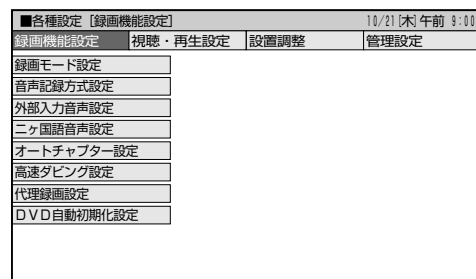 ■各種設定［録画機能設定］ 10/21[木]午前 9:00
録画機能設定 視聴・再生設定 設置調整 管理設定
録画モード設定
音声記録方式設定
外部入力音声設定
二ヶ国語音声設定
オートチャプター設定
高速ダビング設定
代理録画設定
ＤＶＤ自動初期化設定